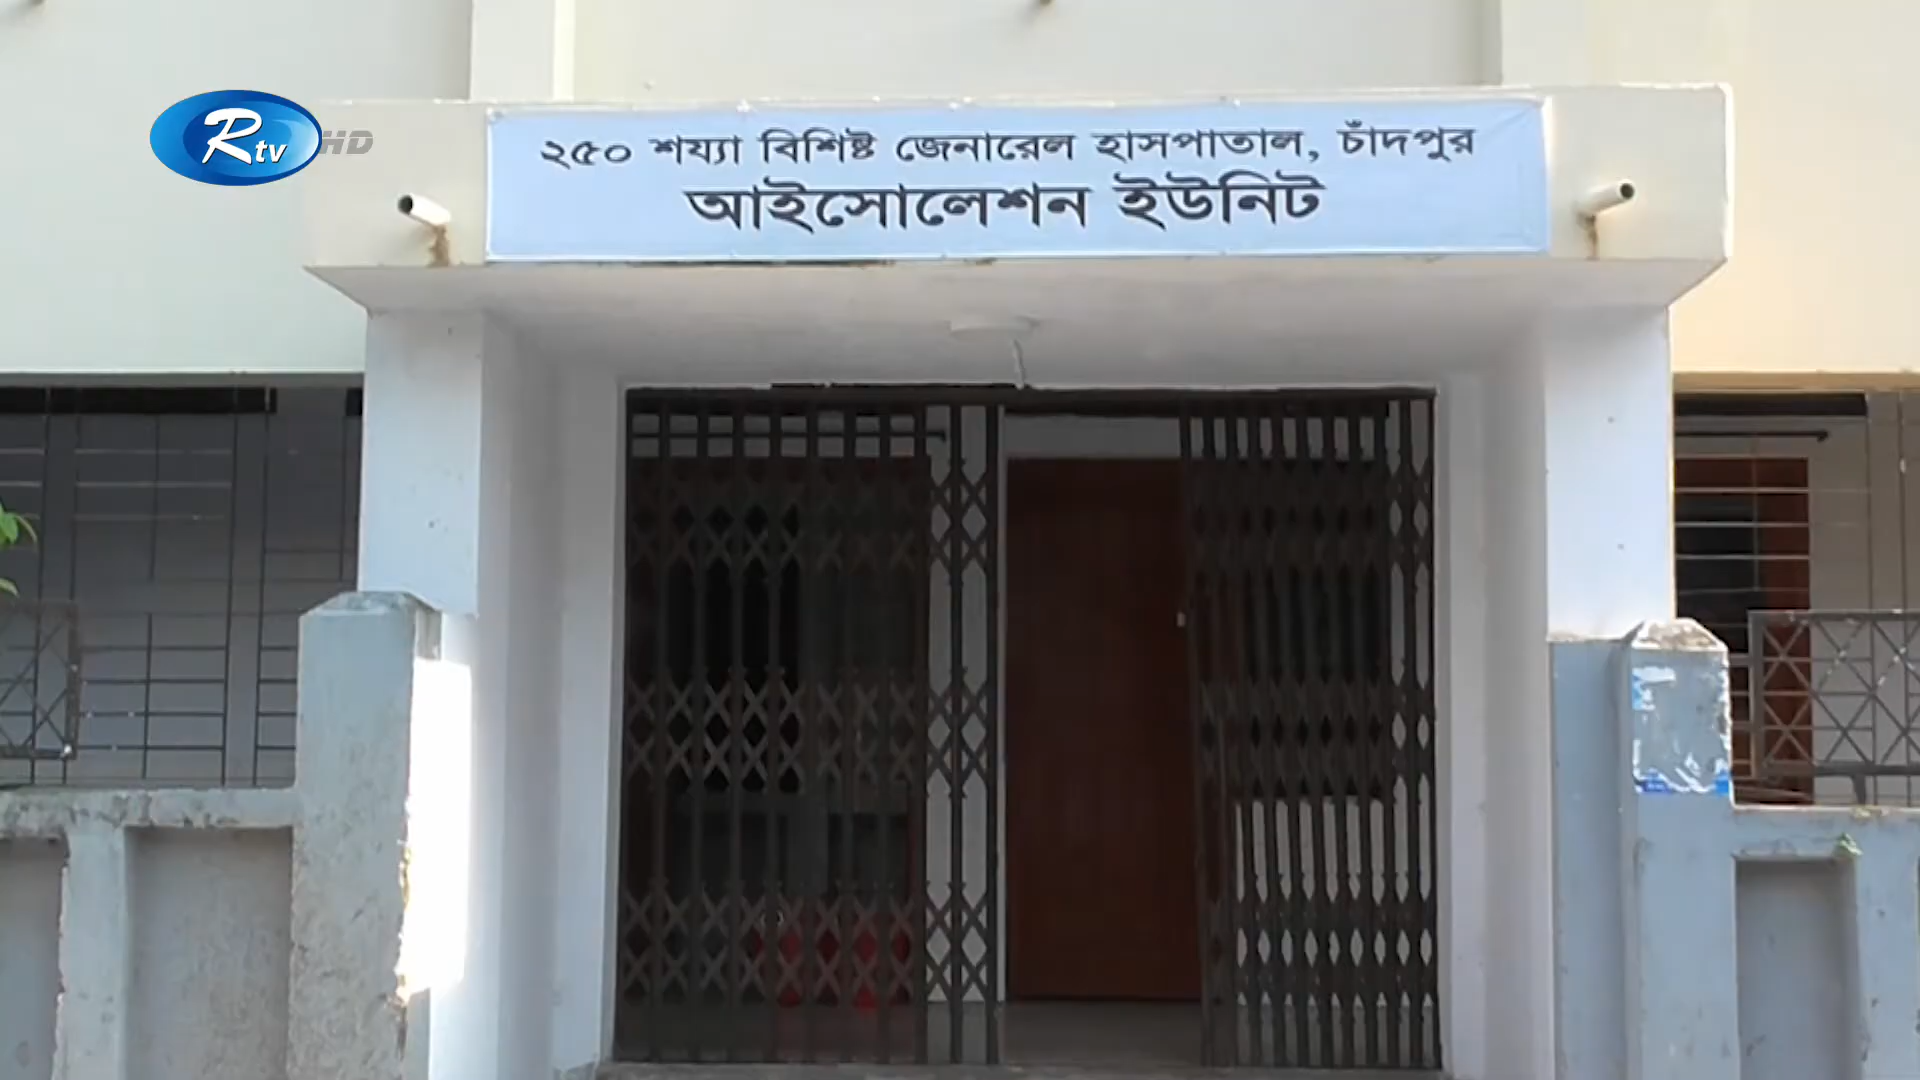 Rtv HD
২৫০ শয্যা বিশিষ্ট জেনারেল হাসপাতাল, চাঁদপুর
আইসোলেশন ইউনিট